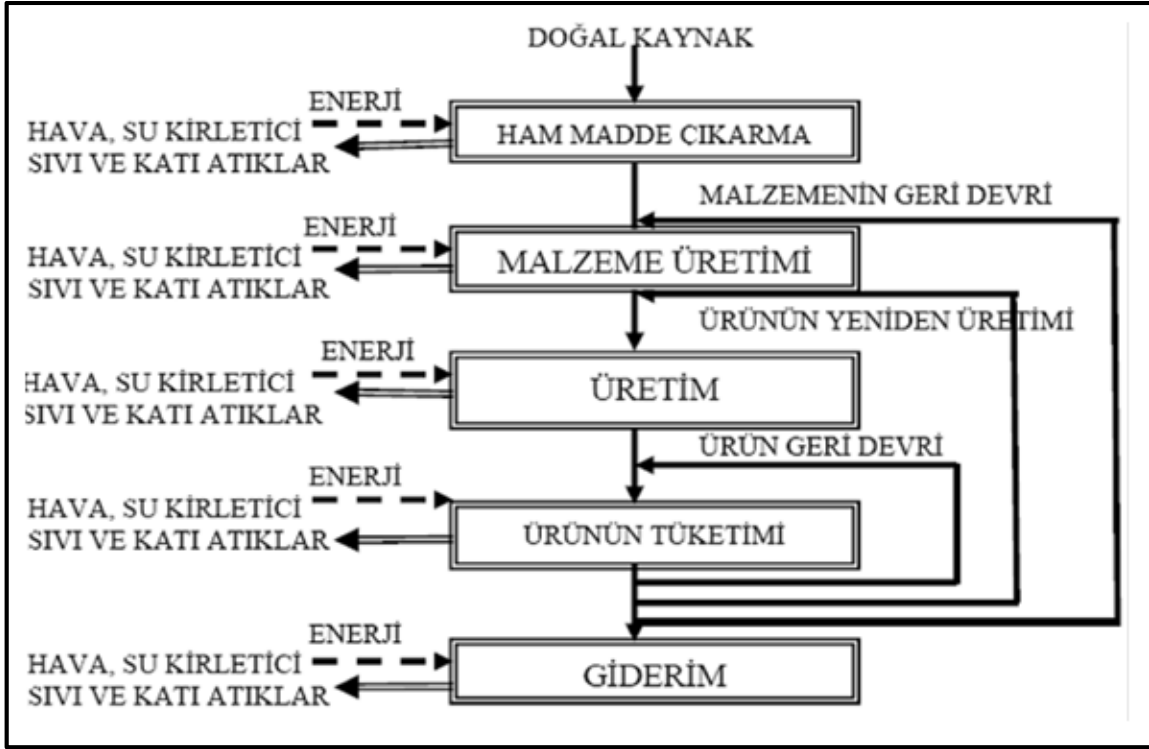 DOĞAL KAYNAK
ENERJİ
HAVA, SU KİRLETİCİ
SIVI VE KATI ATIKLAR
HAM MADDE ÇIKARMA
MALZEMENİN GERİ DEVRİ
ENERJİ
HAVA, SU KİRLETİCİ
SIVI VE KATI ATIKLAR
MALZEME ÜRETİMİ
ÜRÜNÜN YENİDEN ÜRETİMİ
ENERJİ
HAVA, SU KİRLETİCİ
SIVI VE KATI ATIKLAR
ÜRETİM
ÜRÜN GERİ DEVRİ
ENERJİ
HAVA, SU KİRLETİCİ
SIVI VE KATI ATIKLAR
ÜRÜNÜN TÜKETİMİ
ENERJİ
HAVA, SU KİRLETİCİ
SIVI VE KATI ATIKLAR
GİDERİM